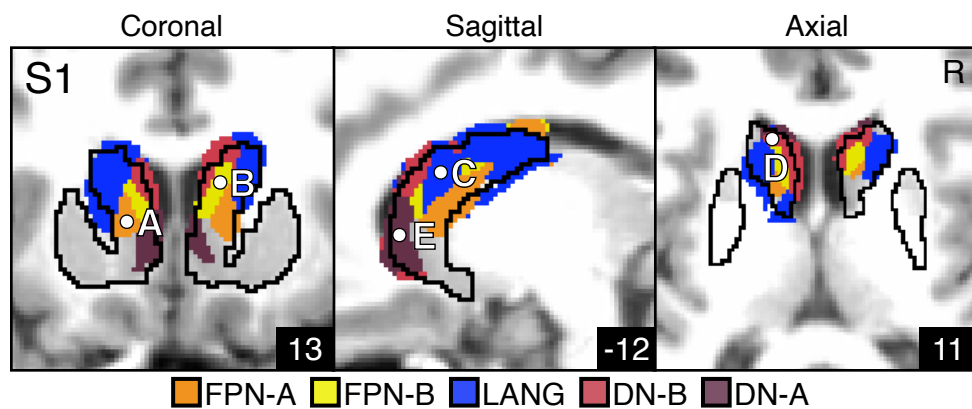 Coronal Sagittal Axial
S1 R
B
C
D
A
E
13 -12 11
FPN-A FPN-B LANG DN-B DN-A